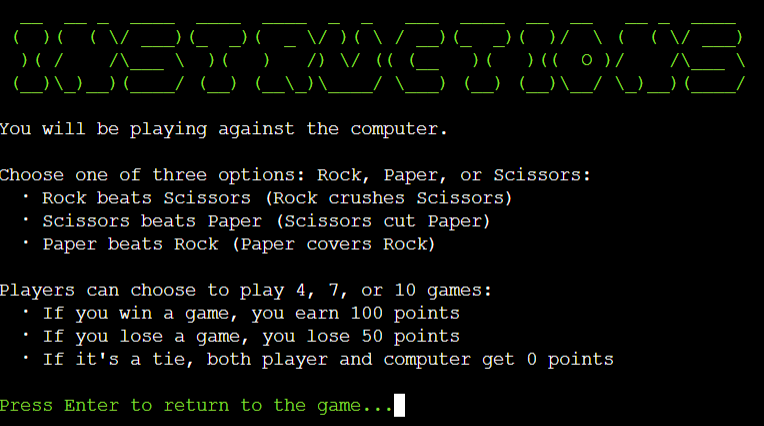 INSTRUCTIONS
You will be playing against the computer.
Choose one of three options: Rock, Paper, or Scissors:
· Rock beats Scissors (Rock crushes Scissors)
· Scissors beats Paper (Scissors cut Paper)
· Paper beats Rock (Paper covers Rock)
Players can choose to play 4, 7, or 10 games:
· If you win a game, you earn 100 points
· If you lose a game, you lose 50 points
· If it's a tie, both player and computer get 0 points
Press Enter to return to the game...